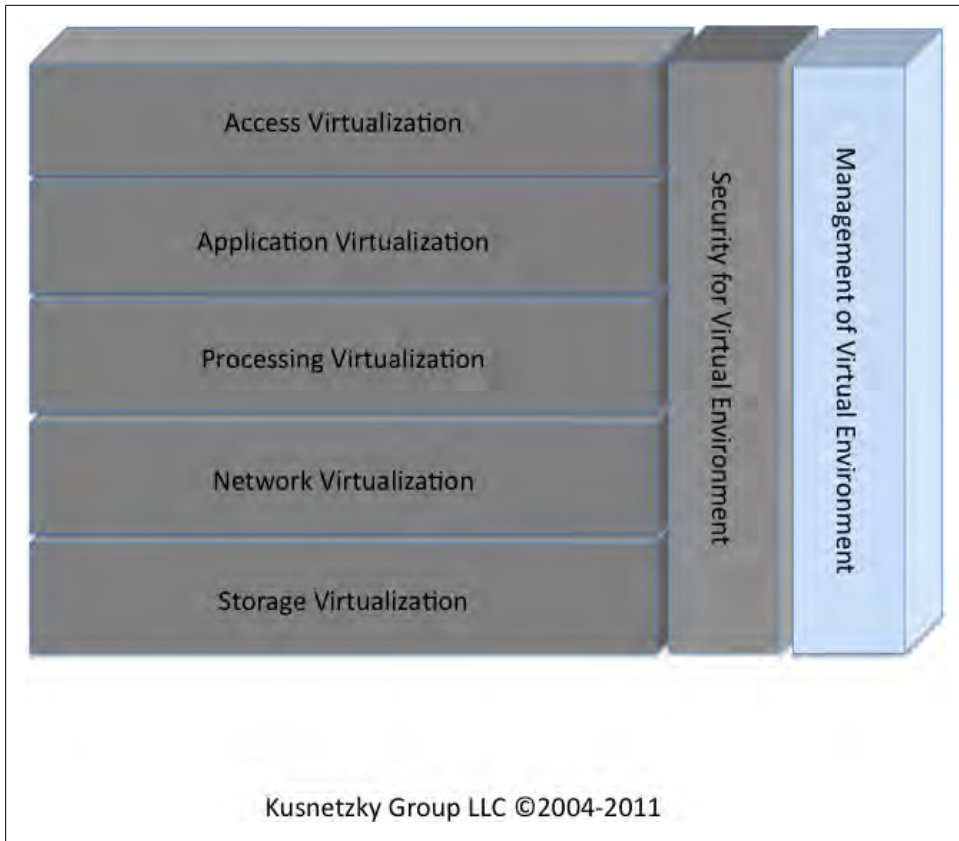 Access Virtualization
Application Virtualization
Processing Virtualization
Network Virtualization
Storage Virtualization
Security for Virtual Environment
Management of Virtual Environment
Kusnetzky Group LLC ©2004-2011